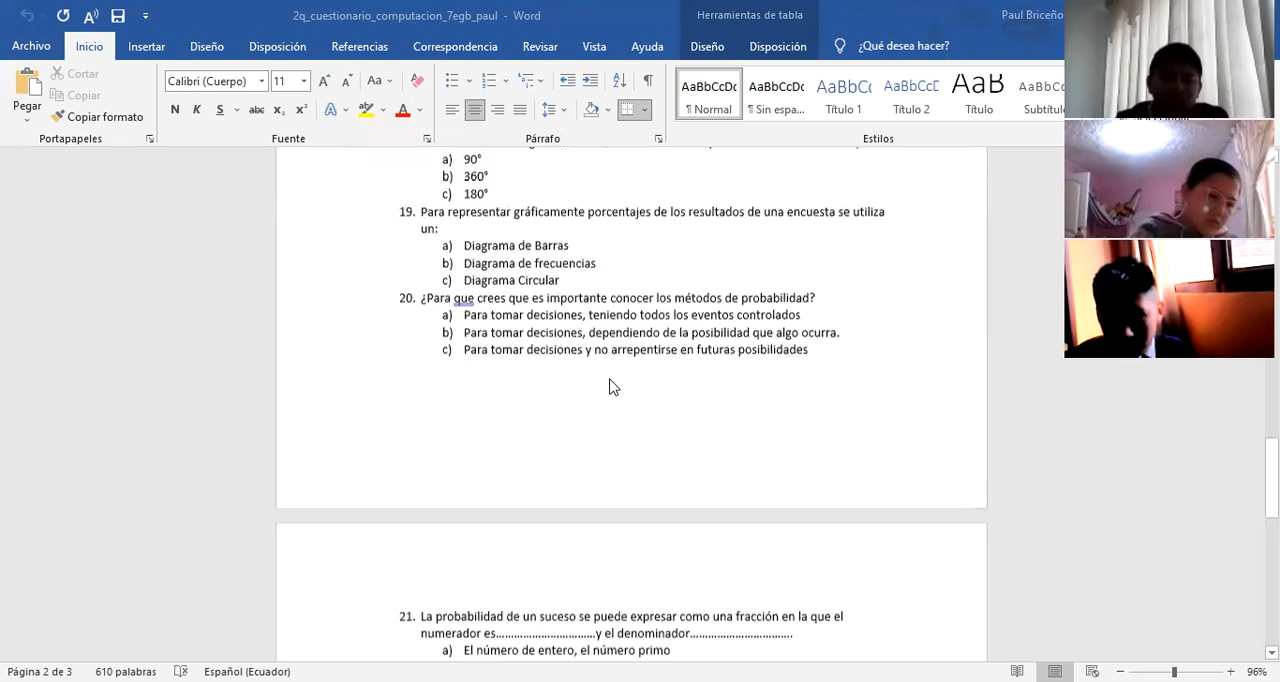 2q_cuestionario_computacion_7egb_paul - Word
Herramientas de tabla
Paul Briceño
Archivo Inicio Insertar Diseño Disposición Referencias Correspondencia Revisar Vista Ayuda Diseño Disposición ¿Qué desea hacer?
Pegar
Cortar
Copiar
Copiar formato
Portapapeles
Calibri (Cuerpo) 11
N K S abc x₂ x²
Fuente
Párrafo
AaBbCcDc AaBbCcDc AaBbCc AaBbCcD AaB AaBbCc
¶ Normal ¶ Sin espa... Título 1 Título 2 Título Subtítulo
Estilos
a) 90°
b) 360°
c) 180°
19. Para representar gráficamente porcentajes de los resultados de una encuesta se utiliza
un:
a) Diagrama de Barras
b) Diagrama de frecuencias
c) Diagrama Circular
20. ¿Para que crees que es importante conocer los métodos de probabilidad?
a) Para tomar decisiones, teniendo todos los eventos controlados
b) Para tomar decisiones, dependiendo de la posibilidad que algo ocurra.
c) Para tomar decisiones y no arrepentirse en futuras posibilidades
21. La probabilidad de un suceso se puede expresar como una fracción en la que el
numerador es……………………………y el denominador…………………………….
a) El número de entero, el número primo
Página 2 de 3 610 palabras Español (Ecuador) 96%